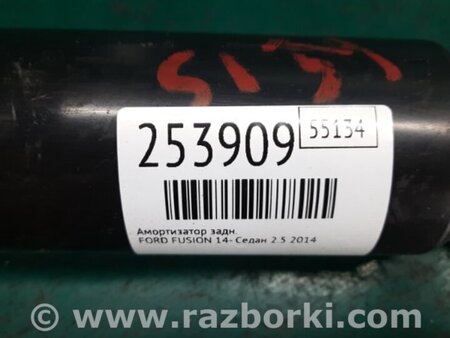 253909 55134
Амортизатор задн.
FORD FUSION 14- Седан 2.5 2014
© www.razborki.com